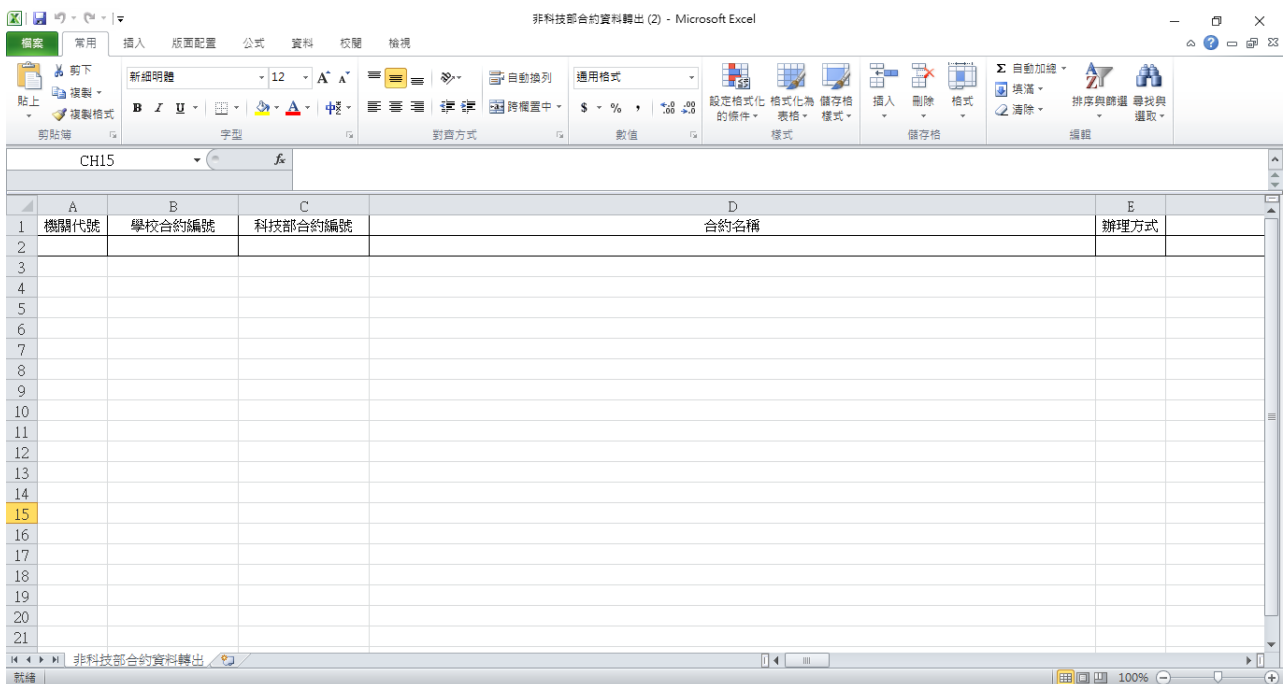 非科技部合約資料轉出 (2) - Microsoft Excel
檔案 常用 插入 版面配置 公式 資料 校閱 檢視
貼上
剪下
複製
複製格式
剪貼簿
新細明體 12 A A
B I U A 中
字型
自動換列
跨欄置中
對齊方式
通用格式
$ % , .00 .0
數值
設定格式化的條件
格式化為表格
儲存格樣式
樣式
插入 刪除 格式
儲存格
Σ 自動加總
填滿
清除
排序與篩選
尋找與選取
編輯
CH15 fx
A B C D E
1 機關代號 學校合約編號 科技部合約編號 合約名稱 辦理方式
2
3
4
5
6
7
8
9
10
11
12
13
14
15
16
17
18
19
20
21
非科技部合約資料轉出
就緒 100%